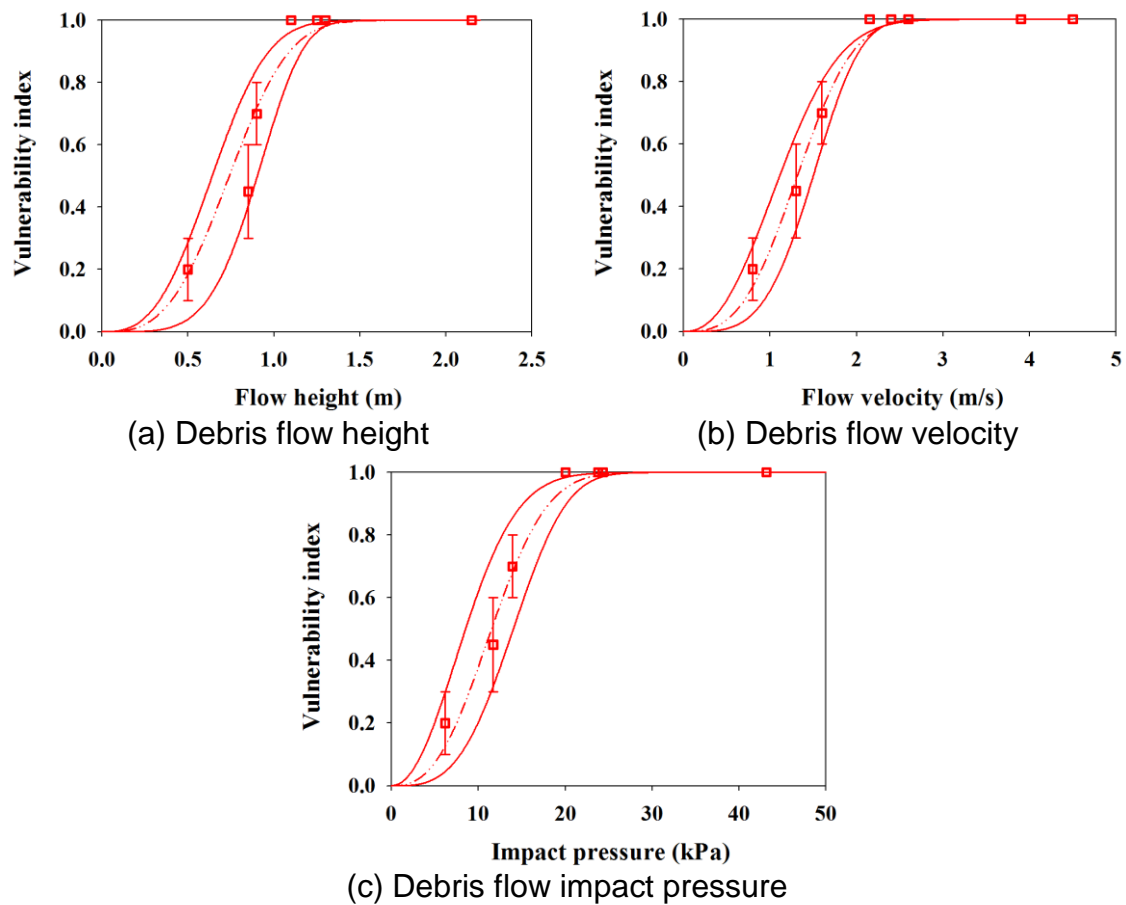 1.0
0.8
0.6
0.4
0.2
0.0
Vulnerability index
0.0 0.5 1.0 1.5 2.0 2.5
Flow height (m)
(a) Debris flow height
1.0
0.8
0.6
0.4
0.2
0.0
Vulnerability index
0 1 2 3 4 5
Flow velocity (m/s)
(b) Debris flow velocity
1.0
0.8
0.6
0.4
0.2
0.0
Vulnerability index
0 10 20 30 40 50
Impact pressure (kPa)
(c) Debris flow impact pressure